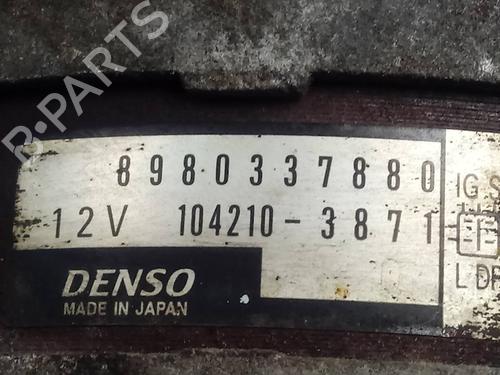 R-PARTS
8980337880
12V 104210-3871
DENSO
MADE IN JAPAN
IG S
L